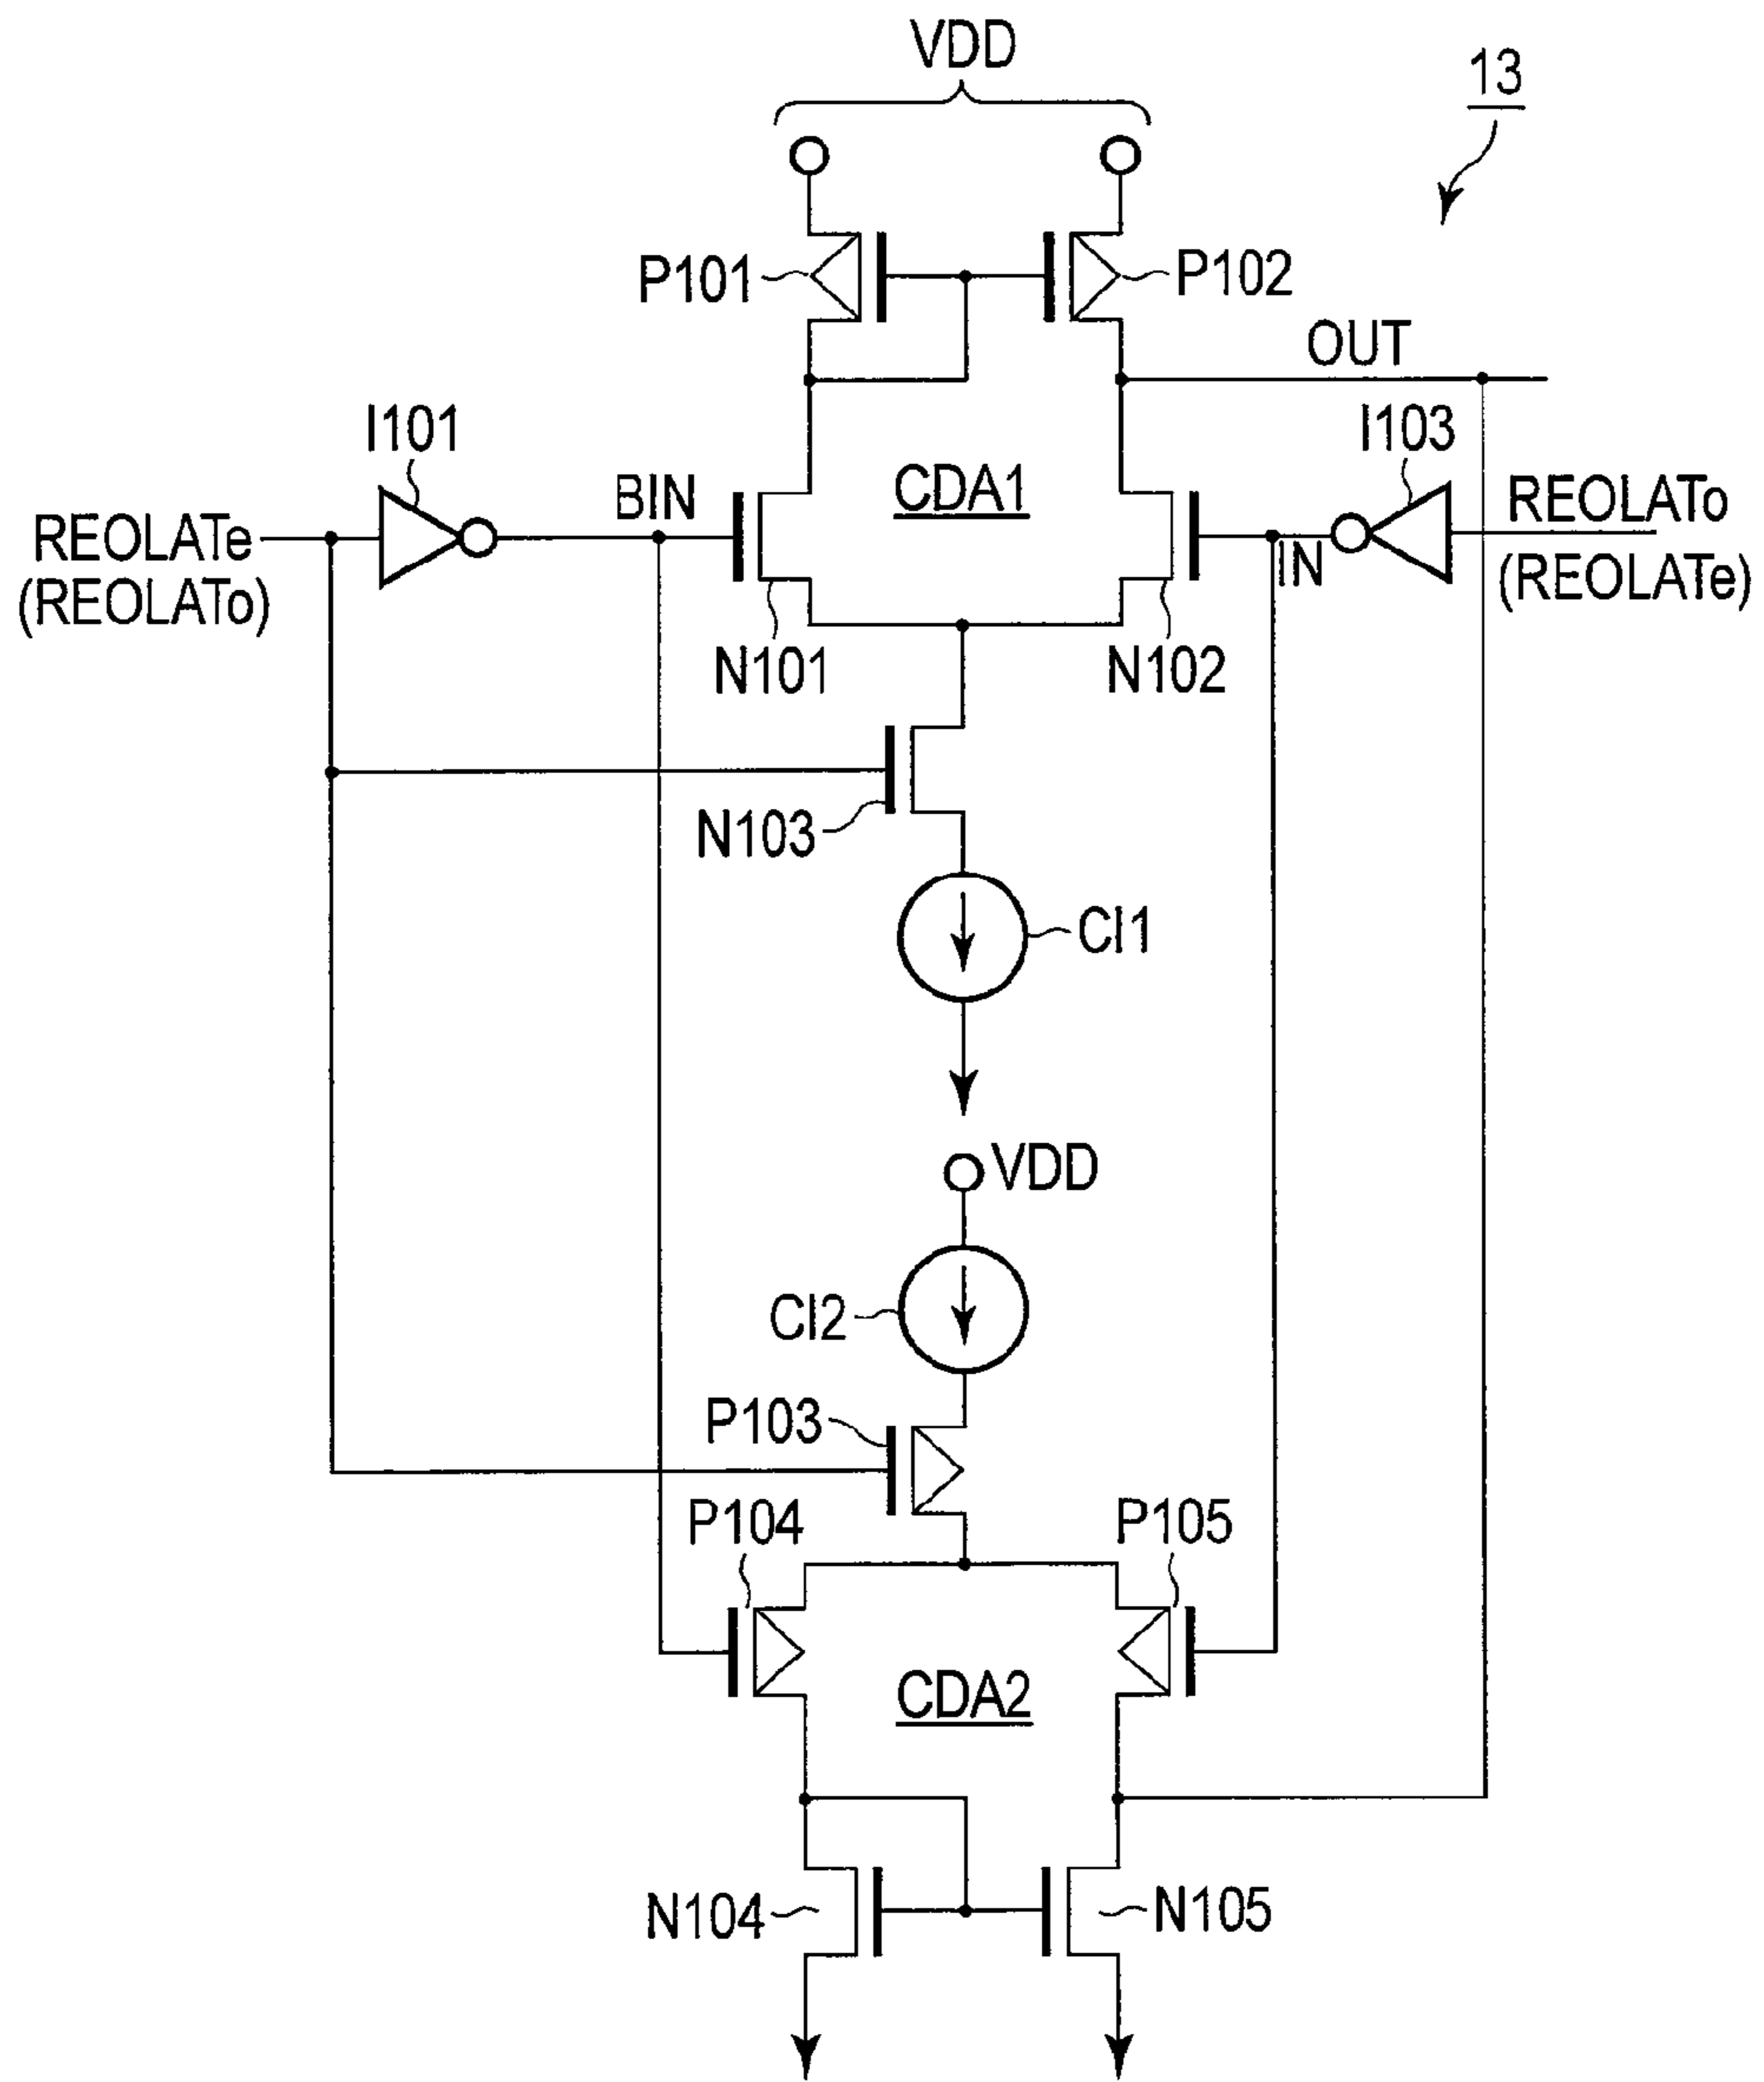 VDD
13
P101
P102
OUT
I101
I103
BIN
CDA1
REOLATe
(REOLATo)
IN
REOLATo
(REOLATe)
N101
N102
N103
CI1
VDD
CI2
P103
P104
P105
CDA2
N104
N105